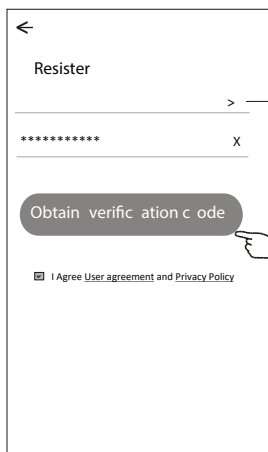 Resister
>
*********** X
Obtain verific ation c ode
I Agree User agreement and Privacy Policy